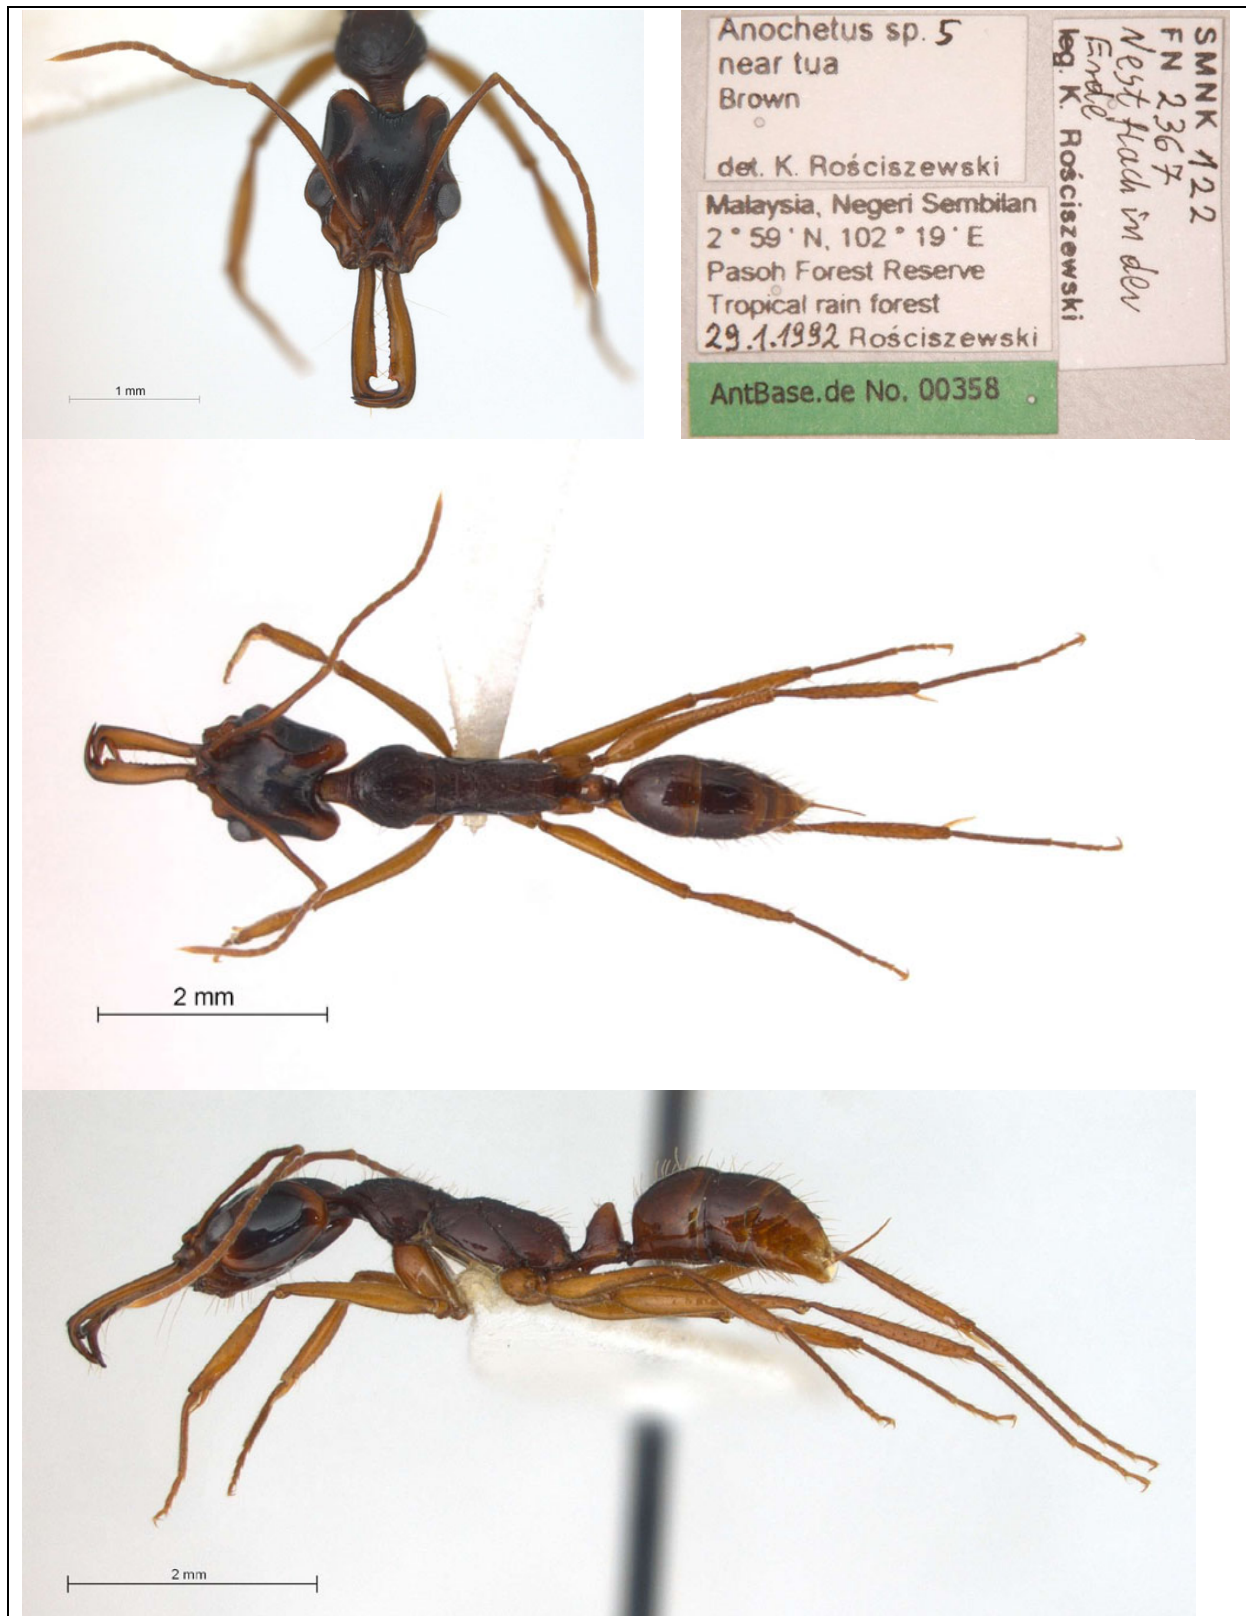 Anochetus sp. 5
near tua
Brown
det. K. Rościszewski
Malaysia, Negeri Sembilan
2° 59' N, 102° 19' E
Pasoh Forest Reserve
Tropical rain forest
29.1.1992 Rościszewski
AntBase.de No. 00358
SMNK 122
FN 2367
Nest flach in der
Erde
leg. K. Rościszewski
1 mm
2 mm
2 mm